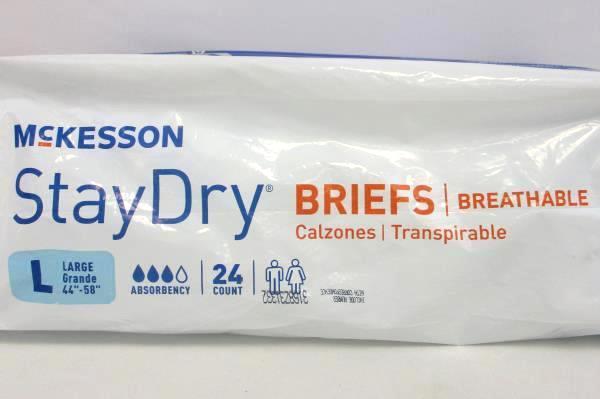 McKESSON
StayDry® BRIEFS | BREATHABLE
Calzones | Transpirable
L LARGE
Grande
44"-58"
ABSORBENCY
24
COUNT